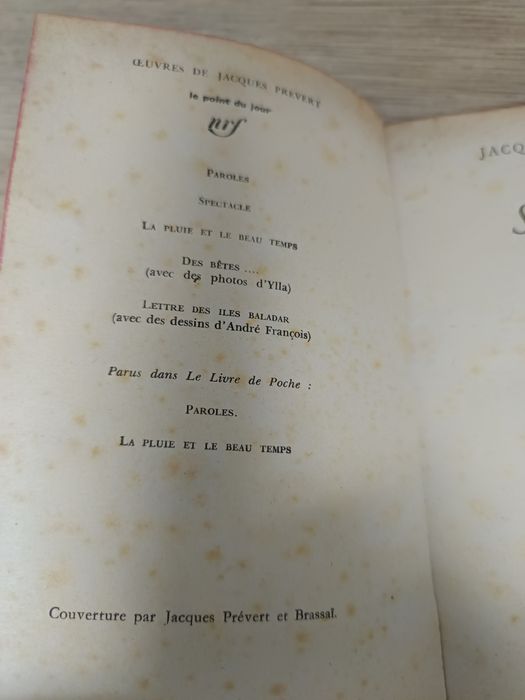 ŒUVRES DE JACQUES PRÉVERT
le point du jour
nrf
PAROLES
SPECTACLE
LA PLUIE ET LE BEAU TEMPS
DES BÊTES ....
(avec des photos d'Ylla)
LETTRE DES ILES BALADAR
(avec des dessins d'André François)
Parus dans Le Livre de Poche :
PAROLES.
LA PLUIE ET LE BEAU TEMPS
Couverture par Jacques Prévert et Brassaï.
JACQ
S